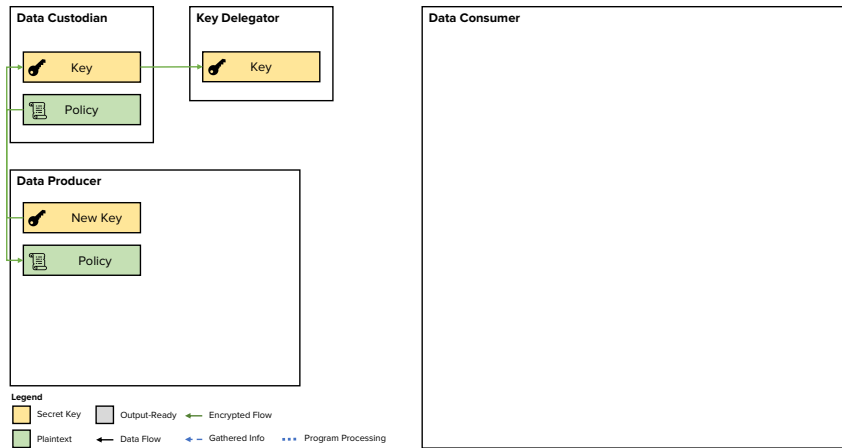 Data Custodian
Key
Policy
Key Delegator
Key
Data Consumer
Data Producer
New Key
Policy
Legend
Secret Key
Output-Ready
Encrypted Flow
Plaintext
Data Flow
Gathered Info
Program Processing